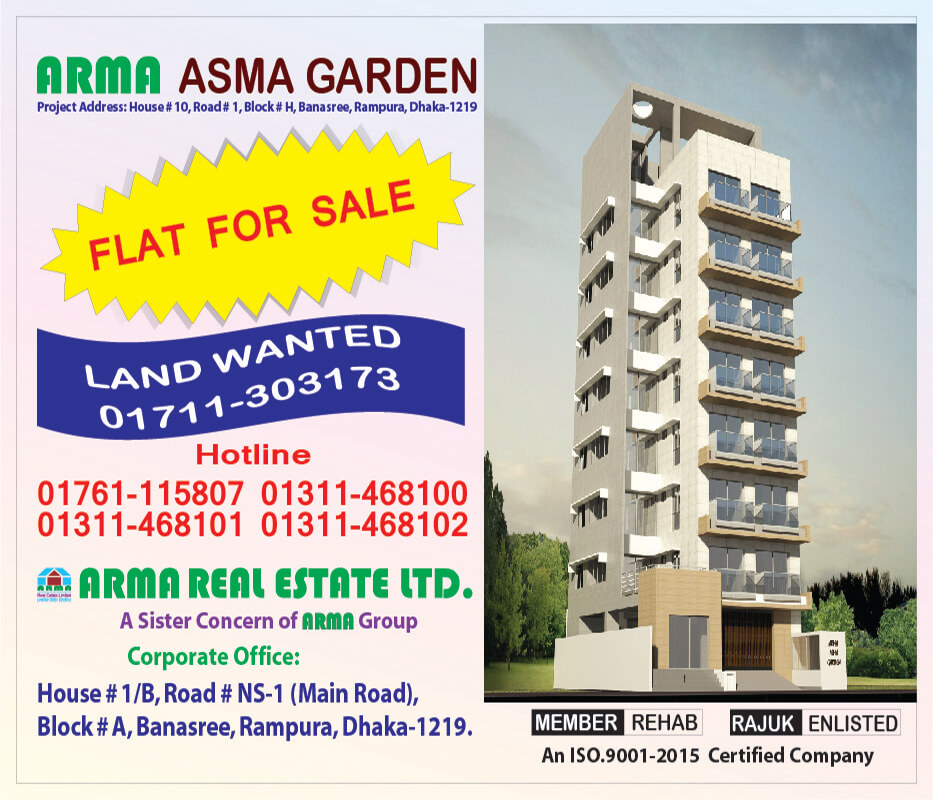 ARMA ASMA GARDEN
Project Address: House # 10, Road # 1, Block # H, Banasree, Rampura, Dhaka-1219
FLAT FOR SALE
LAND WANTED
01711-303173
Hotline
01761-115807 01311-468100
01311-468101 01311-468102
ARMA
ARMA REAL ESTATE LTD.
A Sister Concern of ARMA Group
Corporate Office:
House # 1/B, Road # NS-1 (Main Road),
Block # A, Banasree, Rampura, Dhaka-1219.
MEMBER REHAB RAJUK ENLISTED
An ISO.9001-2015 Certified Company